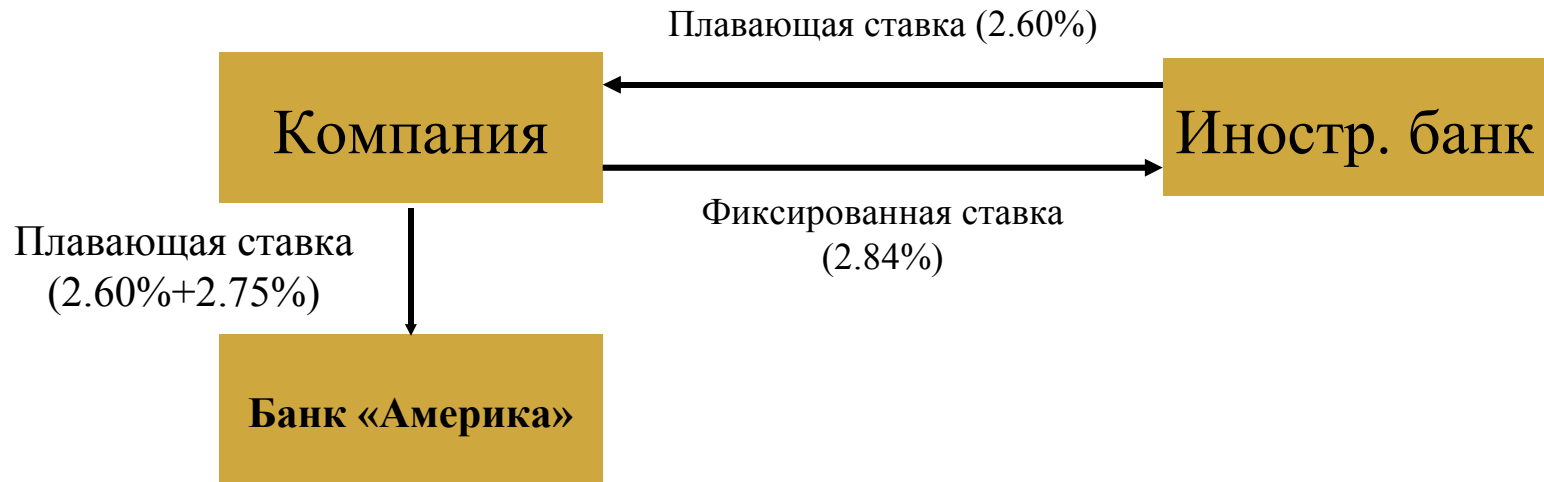 Плавающая ставка (2.60%)
Компания
Иностр. банк
Фиксированная ставка
(2.84%)
Плавающая ставка
(2.60%+2.75%)
Банк «Америка»